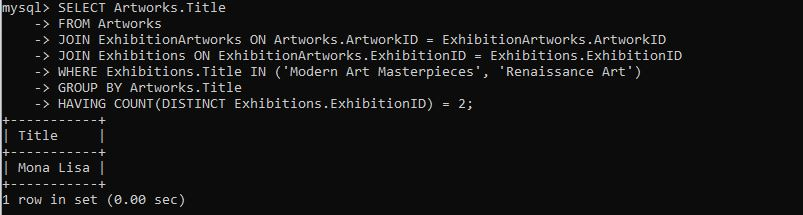 mysql> SELECT Artworks.Title
    -> FROM Artworks
    -> JOIN ExhibitionArtworks ON Artworks.ArtworkID = ExhibitionArtworks.ArtworkID
    -> JOIN Exhibitions ON ExhibitionArtworks.ExhibitionID = Exhibitions.ExhibitionID
    -> WHERE Exhibitions.Title IN ('Modern Art Masterpieces', 'Renaissance Art')
    -> GROUP BY Artworks.Title
    -> HAVING COUNT(DISTINCT Exhibitions.ExhibitionID) = 2;
+-----------+
| Title     |
+-----------+
| Mona Lisa |
+-----------+
1 row in set (0.00 sec)